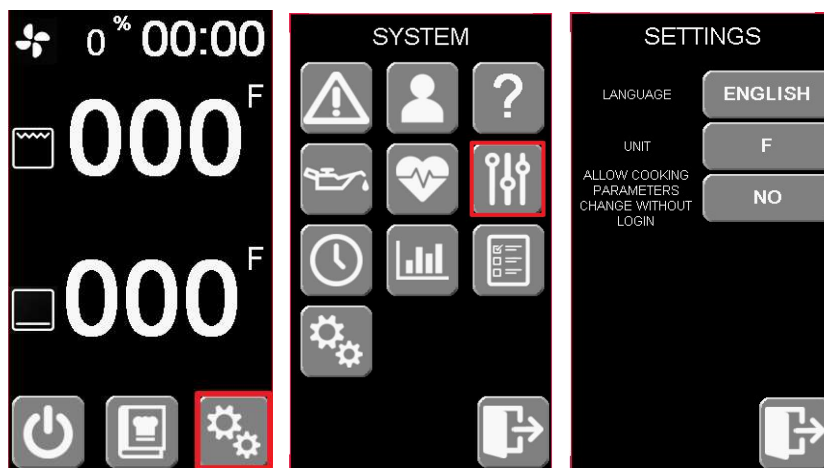 0 % 00:00
000 F
000 F
SYSTEM
?
SETTINGS
LANGUAGE ENGLISH
UNIT F
ALLOW COOKING
PARAMETERS
CHANGE WITHOUT
LOGIN
NO